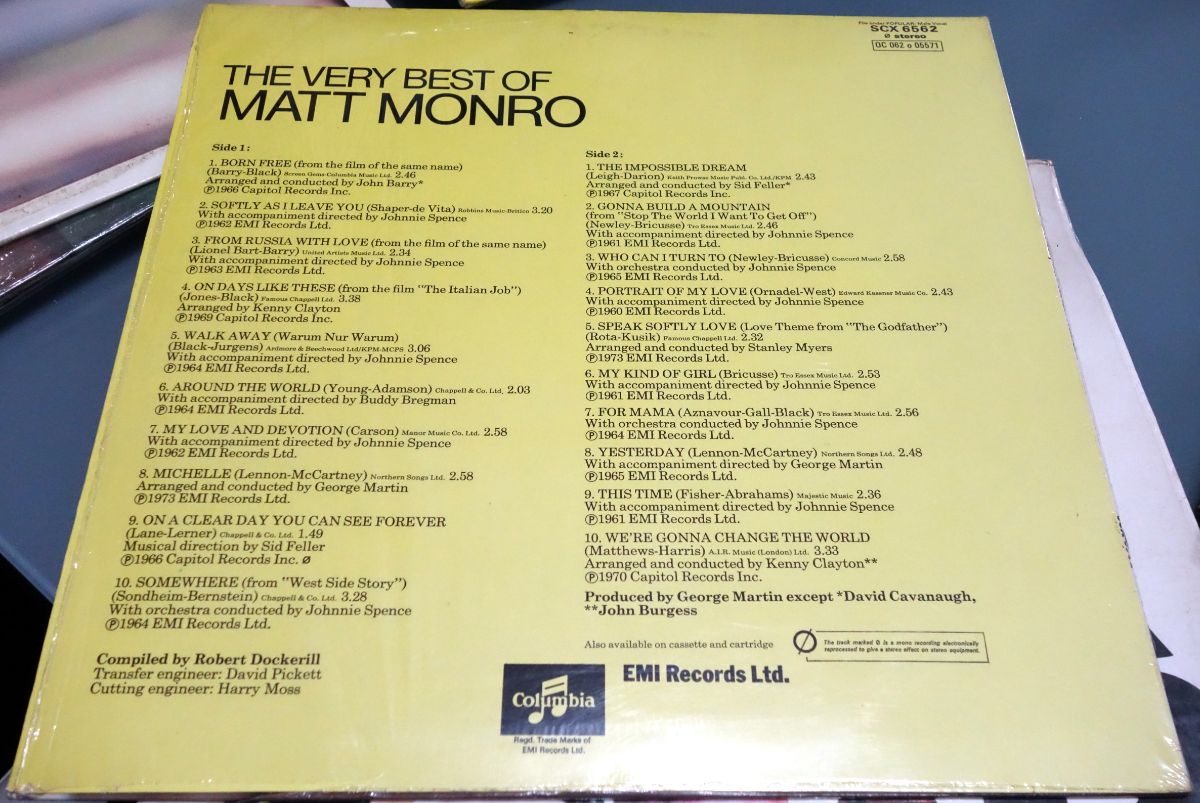 File under POPULAR: Male Vocal
SCX 6562
Ø stereo
OC 062 o 05571
THE VERY BEST OF
MATT MONRO
Side 1:
1. BORN FREE (from the film of the same name)
(Barry-Black) Screen Gems-Columbia Music Ltd. 2.46
Arranged and conducted by John Barry*
℗1966 Capitol Records Inc.
2. SOFTLY AS I LEAVE YOU (Shaper-de Vita) Robbins Music-Britico 3.20
With accompaniment directed by Johnnie Spence
℗1962 EMI Records Ltd.
3. FROM RUSSIA WITH LOVE (from the film of the same name)
(Lionel Bart-Barry) United Artists Music Ltd. 2.34
With accompaniment directed by Johnnie Spence
℗1963 EMI Records Ltd.
4. ON DAYS LIKE THESE (from the film "The Italian Job")
(Jones-Black) Famous Chappell Ltd. 3.38
Arranged by Kenny Clayton
℗1969 Capitol Records Inc.
5. WALK AWAY (Warum Nur Warum)
(Black-Jurgens) Ardmore & Beechwood Ltd/KPM-MCPS 3.06
With accompaniment directed by Johnnie Spence
℗1964 EMI Records Ltd.
6. AROUND THE WORLD (Young-Adamson) Chappell & Co. Ltd. 2.03
With accompaniment directed by Buddy Bregman
℗1964 EMI Records Ltd.
7. MY LOVE AND DEVOTION (Carson) Manor Music Co. Ltd. 2.58
With accompaniment directed by Johnnie Spence
℗1962 EMI Records Ltd.
8. MICHELLE (Lennon-McCartney) Northern Songs Ltd. 2.58
Arranged and conducted by George Martin
℗1973 EMI Records Ltd.
9. ON A CLEAR DAY YOU CAN SEE FOREVER
(Lane-Lerner) Chappell & Co. Ltd. 1.49
Musical direction by Sid Feller
℗1966 Capitol Records Inc. Ø
10. SOMEWHERE (from "West Side Story")
(Sondheim-Bernstein) Chappell & Co. Ltd. 3.28
With orchestra conducted by Johnnie Spence
℗1964 EMI Records Ltd.
Compiled by Robert Dockerill
Transfer engineer: David Pickett
Cutting engineer: Harry Moss
Side 2:
1. THE IMPOSSIBLE DREAM
(Leigh-Darion) Keith Prowse Music Publ. Co. Ltd./KPM 2.43
Arranged and conducted by Sid Feller*
℗1967 Capitol Records Inc.
2. GONNA BUILD A MOUNTAIN
(from "Stop The World I Want To Get Off")
(Newley-Bricusse) Tro Essex Music Ltd. 2.46
With accompaniment directed by Johnnie Spence
℗1961 EMI Records Ltd.
3. WHO CAN I TURN TO (Newley-Bricusse) Concord Music 2.58
With orchestra conducted by Johnnie Spence
℗1965 EMI Records Ltd.
4. PORTRAIT OF MY LOVE (Ornadel-West) Edward Kassner Music Co. 2.43
With accompaniment directed by Johnnie Spence
℗1960 EMI Records Ltd.
5. SPEAK SOFTLY LOVE (Love Theme from "The Godfather")
(Rota-Kusik) Famous Chappell Ltd. 2.32
Arranged and conducted by Stanley Myers
℗1973 EMI Records Ltd.
6. MY KIND OF GIRL (Bricusse) Tro Essex Music Ltd. 2.53
With accompaniment directed by Johnnie Spence
℗1961 EMI Records Ltd.
7. FOR MAMA (Aznavour-Gall-Black) Tro Essex Music Ltd. 2.56
With orchestra conducted by Johnnie Spence
℗1964 EMI Records Ltd.
8. YESTERDAY (Lennon-McCartney) Northern Songs Ltd. 2.48
With accompaniment directed by George Martin
℗1965 EMI Records Ltd.
9. THIS TIME (Fisher-Abrahams) Majestic Music 2.36
With accompaniment directed by Johnnie Spence
℗1961 EMI Records Ltd.
10. WE'RE GONNA CHANGE THE WORLD
(Matthews-Harris) A.I.R. Music (London) Ltd. 3.33
Arranged and conducted by Kenny Clayton**
℗1970 Capitol Records Inc.
Produced by George Martin except *David Cavanaugh,
**John Burgess
Also available on cassette and cartridge
Ø
The track marked Ø is a mono recording electronically
reprocessed to give a stereo effect on stereo equipment.
Columbia
Regd. Trade Marks of
EMI Records Ltd.
EMI Records Ltd.